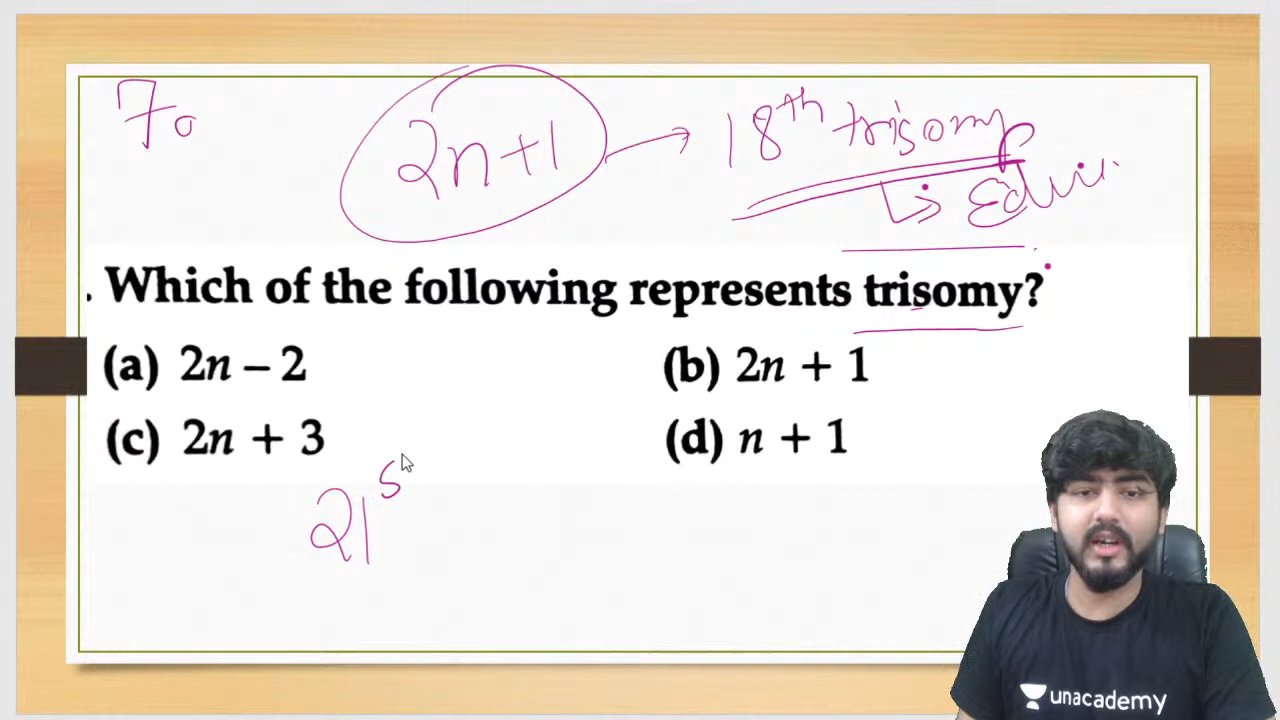 70
2n+1 → 18th trisomy
↳ Edw
. Which of the following represents trisomy?
(a) 2n – 2
(b) 2n + 1
(c) 2n + 3
(d) n + 1
21s
unacademy